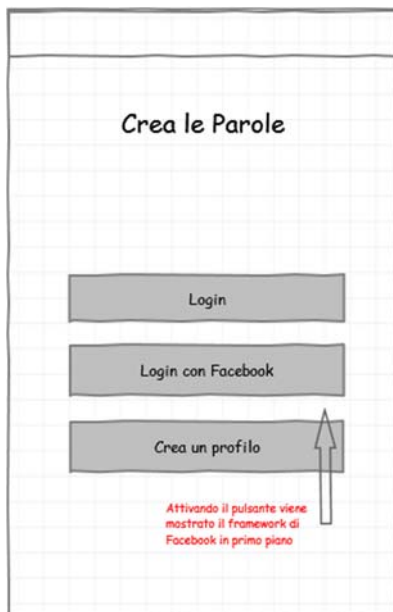 Crea le Parole
Login
Login con Facebook
Crea un profilo
Attivando il pulsante viene
mostrato il framework di
Facebook in primo piano